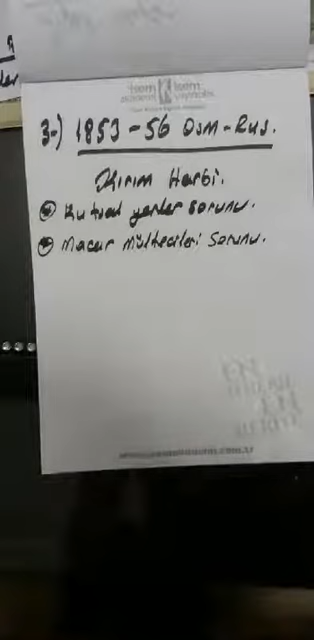 3-) 1853-56 Osm-Rus.
Kırım Harbi.
Kutsal yerler sorunu.
Macar Mültecileri Sorunu.